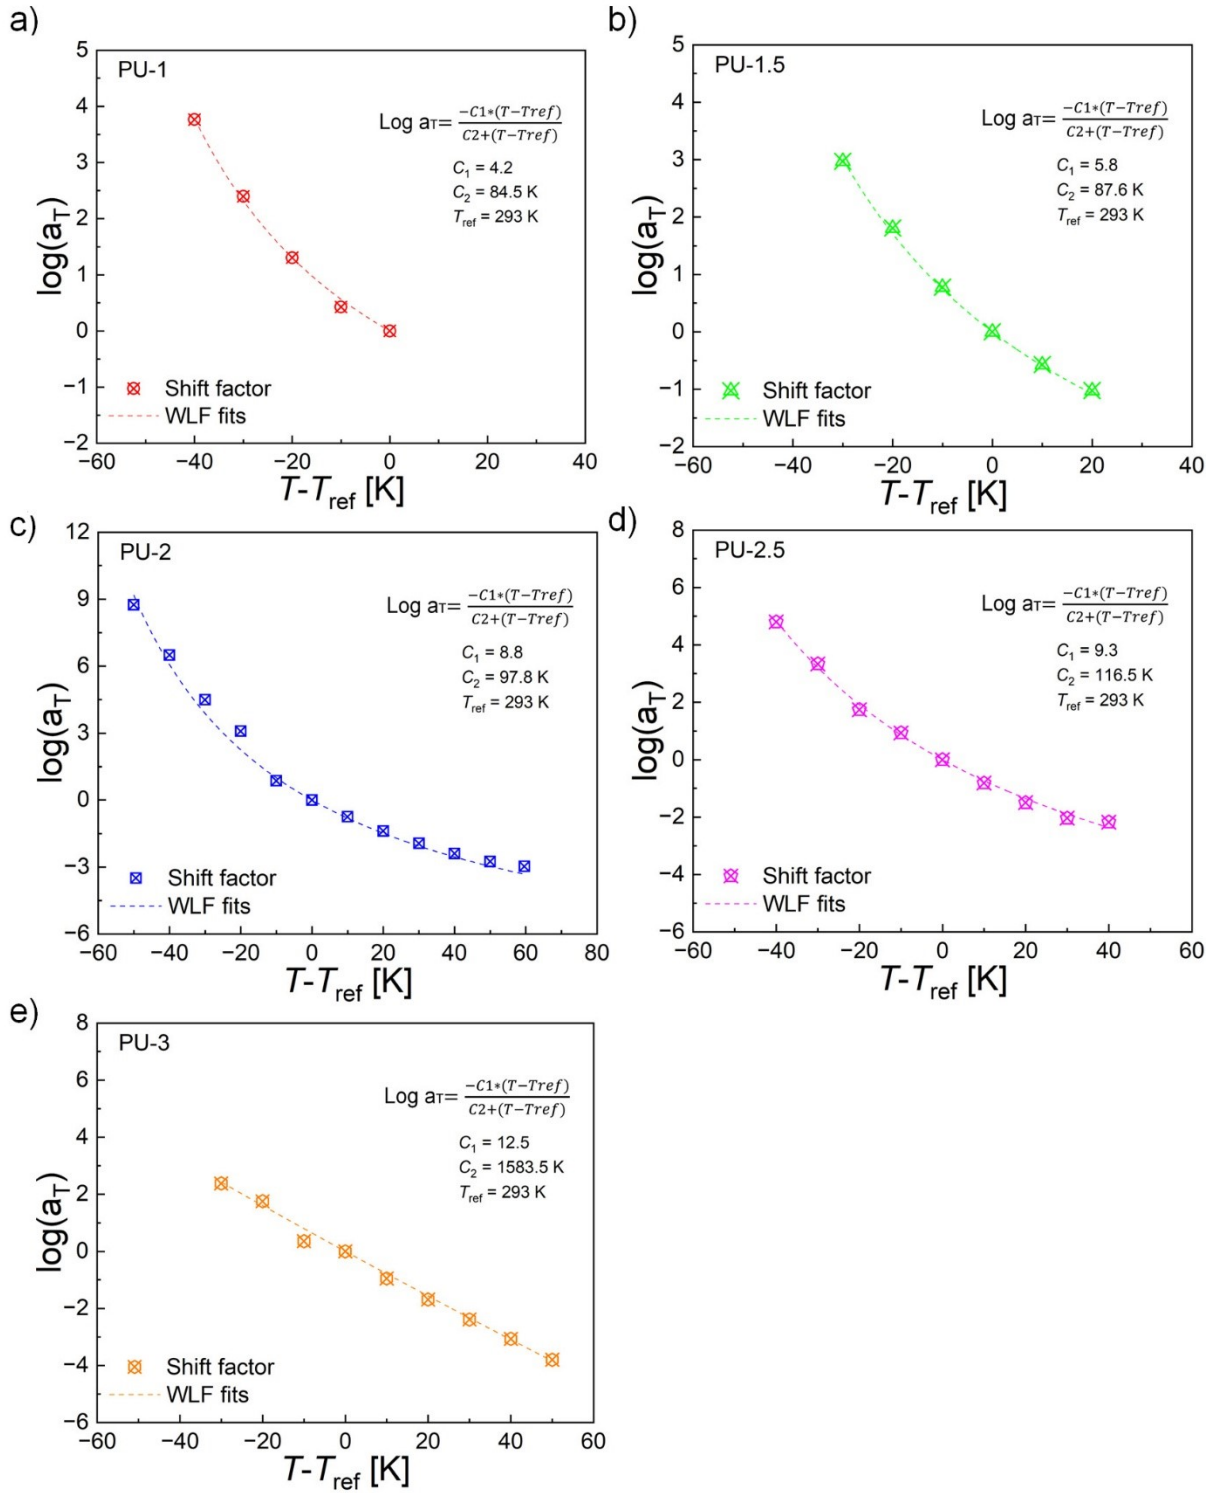 a)
PU-1
Log aT= −C1*(T−Tref) / C2+(T−Tref)
C1 = 4.2
C2 = 84.5 K
Tref = 293 K
5
4
3
2
1
0
−1
−2
log(aT)
Shift factor
WLF fits
−60 −40 −20 0 20 40
T-Tref [K]
b)
PU-1.5
Log aT= −C1*(T−Tref) / C2+(T−Tref)
C1 = 5.8
C2 = 87.6 K
Tref = 293 K
5
4
3
2
1
0
−1
−2
log(aT)
Shift factor
WLF fits
−60 −40 −20 0 20 40
T-Tref [K]
c)
PU-2
Log aT= −C1*(T−Tref) / C2+(T−Tref)
C1 = 8.8
C2 = 97.8 K
Tref = 293 K
12
9
6
3
0
−3
−6
log(aT)
Shift factor
WLF fits
−60 −40 −20 0 20 40 60 80
T-Tref [K]
d)
PU-2.5
Log aT= −C1*(T−Tref) / C2+(T−Tref)
C1 = 9.3
C2 = 116.5 K
Tref = 293 K
8
6
4
2
0
−2
−4
−6
log(aT)
Shift factor
WLF fits
−60 −40 −20 0 20 40 60
T-Tref [K]
e)
PU-3
Log aT= −C1*(T−Tref) / C2+(T−Tref)
C1 = 12.5
C2 = 1583.5 K
Tref = 293 K
8
6
4
2
0
−2
−4
−6
log(aT)
Shift factor
WLF fits
−60 −40 −20 0 20 40 60
T-Tref [K]